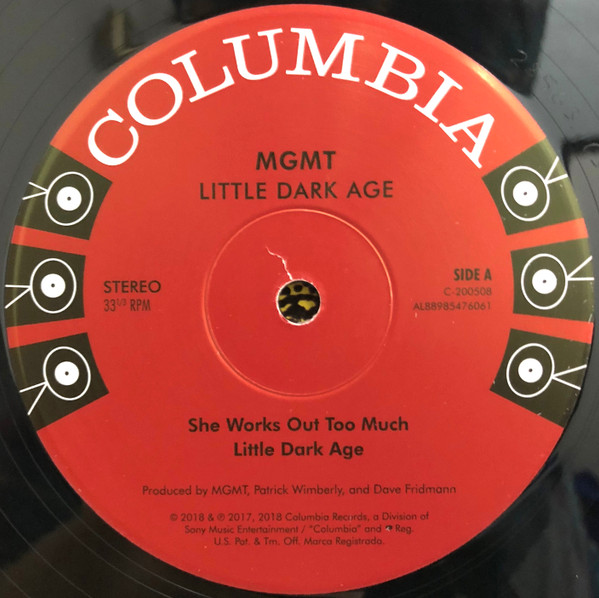 COLUMBIA
MGMT
LITTLE DARK AGE
STEREO
33 1/3 RPM
SIDE A
C-200508
ALB8985476061
She Works Out Too Much
Little Dark Age
Produced by MGMT, Patrick Wimberly, and Dave Fridmann
© 2018 & ℗ 2017, 2018 Columbia Records, a Division of
Sony Music Entertainment / "Columbia" and Reg.
U.S. Pat. & Tm. Off. Marca Registrada.